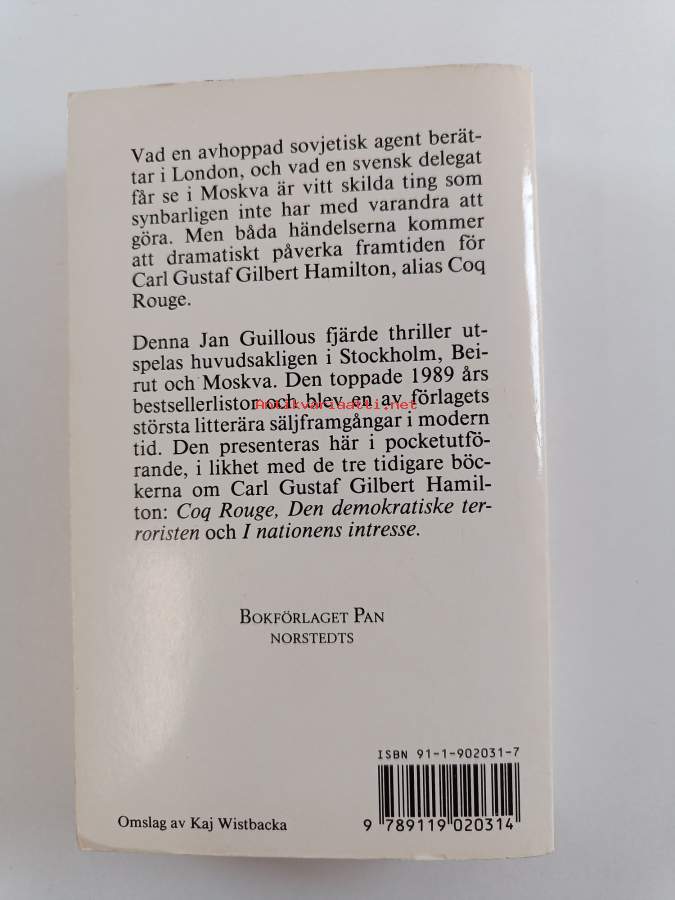 Vad en avhoppad sovjetisk agent berät-
tar i London, och vad en svensk delegat
får se i Moskva är vitt skilda ting som
synbarligen inte har med varandra att
göra. Men båda händelserna kommer
att dramatiskt påverka framtiden för
Carl Gustaf Gilbert Hamilton, alias Coq
Rouge.
Denna Jan Guillous fjärde thriller ut-
spelas huvudsakligen i Stockholm, Bei-
rut och Moskva. Den toppade 1989 års
bestsellerlistor och blev en av förlagets
Antikvariaatti.net
största litterära säljframgångar i modern
tid. Den presenteras här i pocketutfö-
rande, i likhet med de tre tidigare böc-
kerna om Carl Gustaf Gilbert Hamil-
ton: Coq Rouge, Den demokratiske ter-
roristen och I nationens intresse.
BOKFÖRLAGET PAN
NORSTEDTS
ISBN 91-1-902031-7
Omslag av Kaj Wistbacka
9 789119 020314